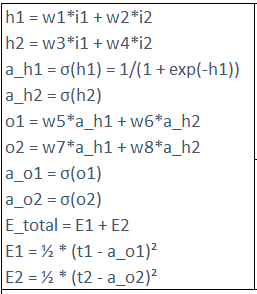 h1 = w1*i1 + w2*i2
h2 = w3*i1 + w4*i2
a_h1 = σ(h1) = 1/(1 + exp(-h1))
a_h2 = σ(h2)
o1 = w5*a_h1 + w6*a_h2
o2 = w7*a_h1 + w8*a_h2
a_o1 = σ(o1)
a_o2 = σ(o2)
E_total = E1 + E2
E1 = ½ * (t1 - a_o1)²
E2 = ½ * (t2 - a_o2)²